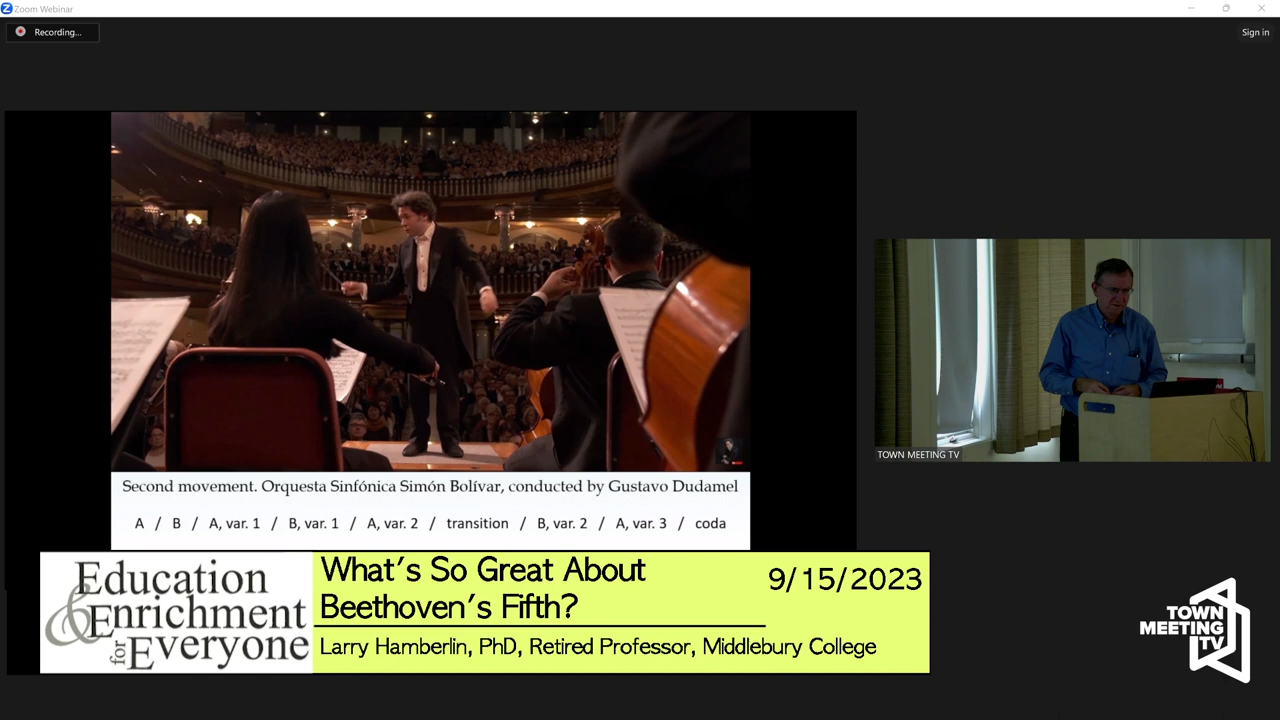 Zoom Webinar
Recording...
Sign in
TOWN MEETING TV
Second movement. Orquesta Sinfónica Simón Bolívar, conducted by Gustavo Dudamel
A / B / A, var. 1 / B, var. 1 / A, var. 2 / transition / B, var. 2 / A, var. 3 / coda
Education
& Enrichment
for Everyone
What's So Great About
Beethoven's Fifth?
9/15/2023
Larry Hamberlin, PhD, Retired Professor, Middlebury College
TOWN
MEETING
TV